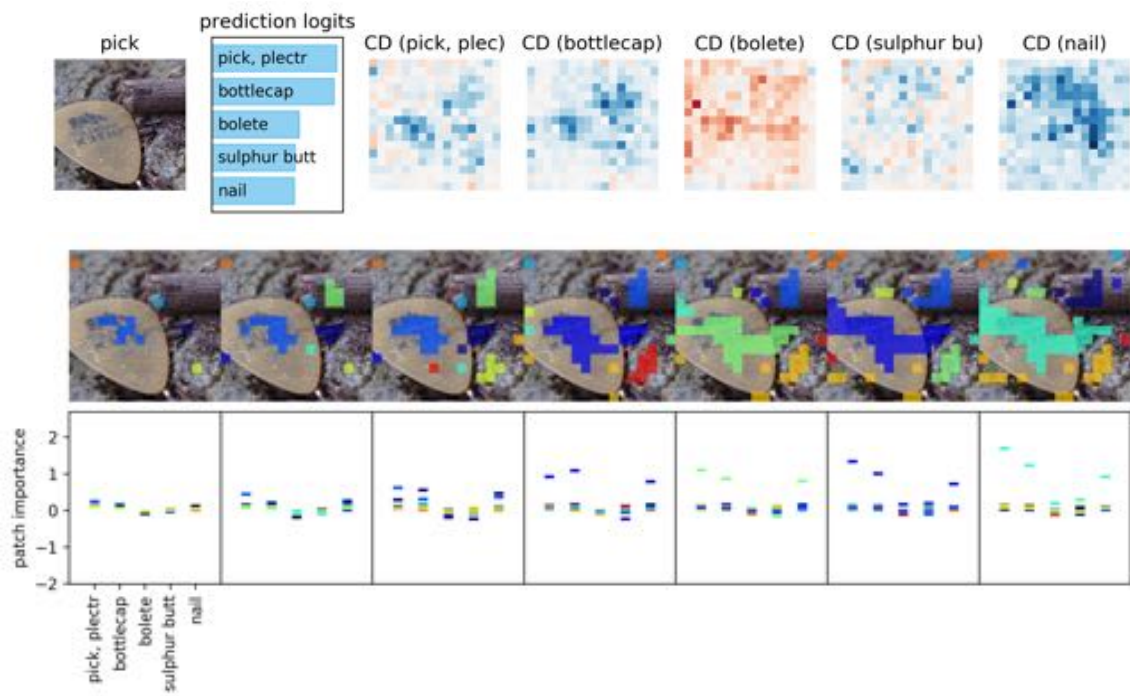 pick
prediction logits
pick, plectr
bottlecap
bolete
sulphur butt
nail
CD (pick, plec)
CD (bottlecap)
CD (bolete)
CD (sulphur bu)
CD (nail)
patch importance
2
1
0
−1
−2
pick, plectr
bottlecap
bolete
sulphur butt
nail